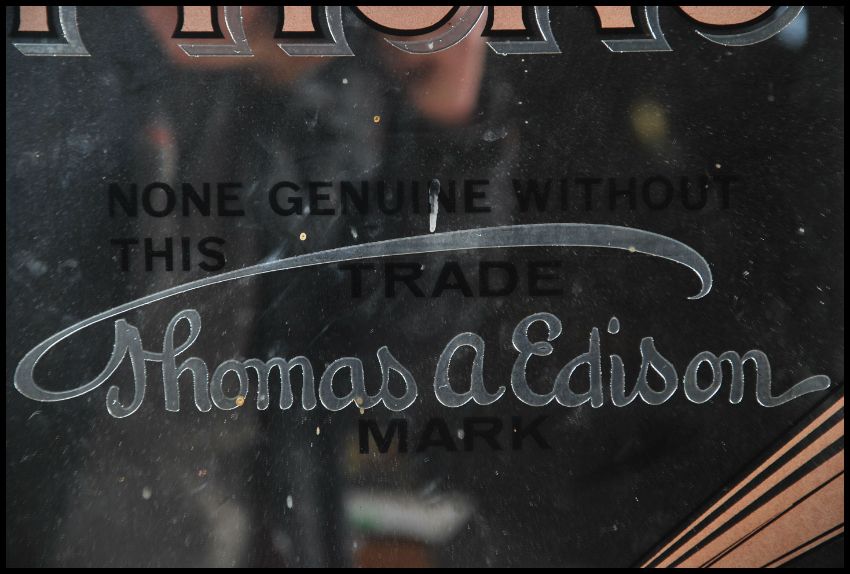 NONE GENUINE WITHOUT
THIS
TRADE
Thomas A Edison
MARK